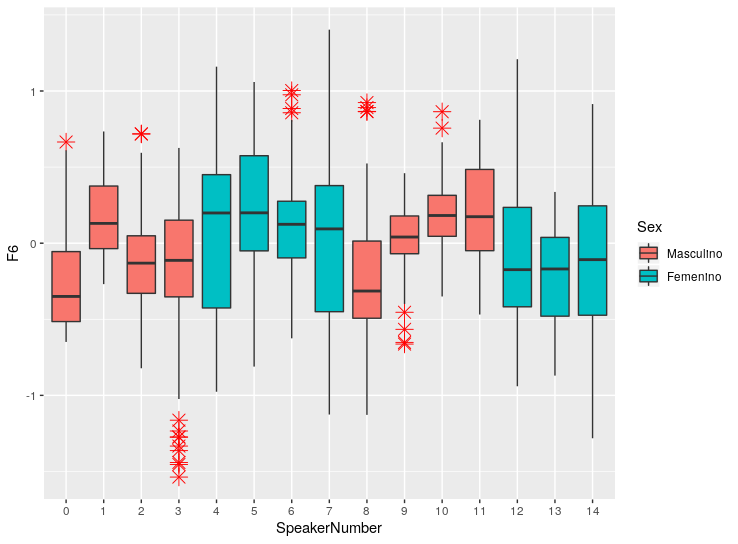 F6
1
0
-1
0 1 2 3 4 5 6 7 8 9 10 11 12 13 14
SpeakerNumber
Sex
Masculino
Femenino